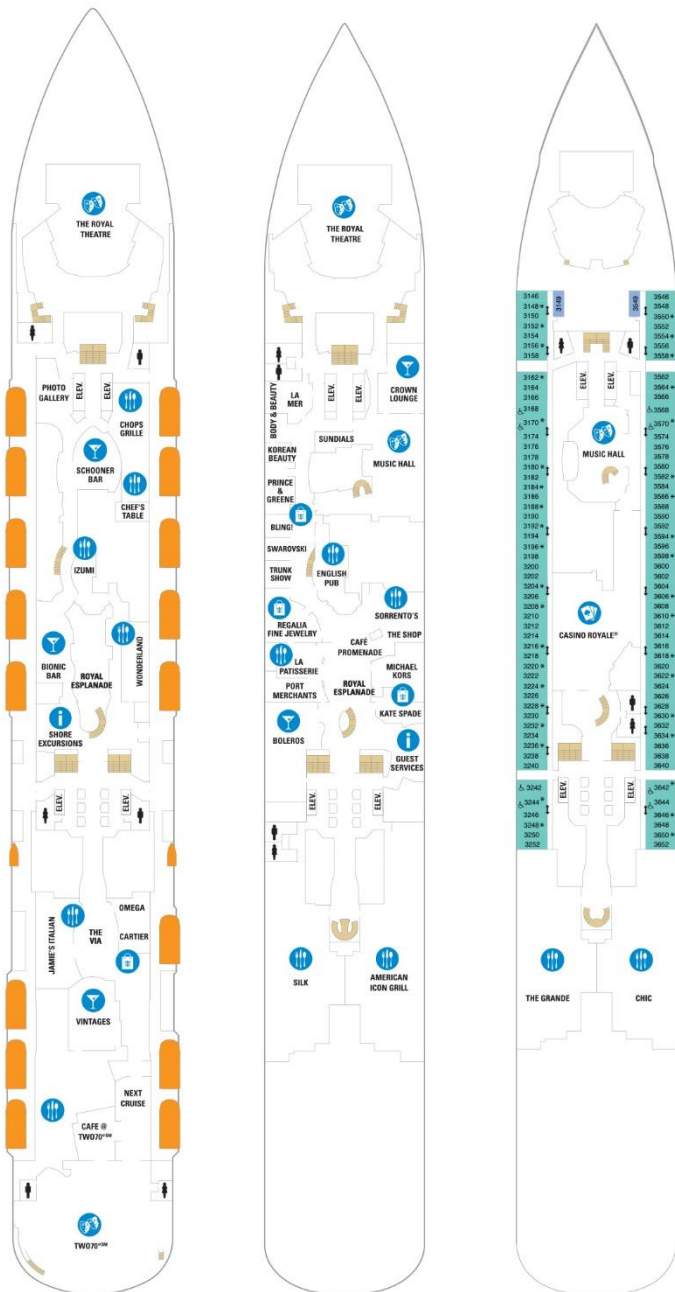 THE ROYAL
THEATRE
PHOTO
GALLERY
ELEV.
ELEV.
CHOPS
GRILLE
SCHOONER
BAR
CHEF'S
TABLE
IZUMI
BIONIC
BAR
ROYAL
ESPLANADE
WONDERLAND
SHORE
EXCURSIONS
ELEV.
ELEV.
JAMIE'S ITALIAN
THE
VIA
OMEGA
CARTIER
VINTAGES
NEXT
CRUISE
CAFE @
TWO70°SM
TWO70°SM
THE ROYAL
THEATRE
BODY & BEAUTY
LA
MER
ELEV.
ELEV.
CROWN
LOUNGE
SUNDIALS
MUSIC HALL
KOREAN
BEAUTY
PRINCE
&
GREENE
BLING!
SWAROVSKI
TRUNK
SHOW
ENGLISH
PUB
REGALIA
FINE JEWELRY
SORRENTO'S
CAFÉ
PROMENADE
THE SHOP
LA
PATISSERIE
MICHAEL
KORS
PORT
MERCHANTS
ROYAL
ESPLANADE
KATE SPADE
BOLEROS
GUEST
SERVICES
ELEV.
ELEV.
SILK
AMERICAN
ICON GRILL
3146
3148*
3150
3152*
3154
3156*
3158
3149
3549
3546
3548
3550*
3552
3554*
3556
3558*
3162*
3164
3166
3168
3170*
3174
3176
3178
3180*
3182
3184*
3186
3188*
3190
3192*
3194
3196*
3198
3200
3202
3204*
3206
3208*
3210
3212
3214
3216*
3218
3220*
3222
3224*
3226
3228*
3230
3232*
3234
3236*
3238
3240
ELEV.
ELEV.
MUSIC HALL
CASINO ROYALE®
3562
3564*
3566
3568
3570*
3574
3576
3578
3580
3582*
3584
3586*
3588
3590
3592
3594*
3596
3598*
3600
3602
3604
3606*
3608
3610*
3612
3614
3616
3618*
3620
3622*
3624
3626
3628
3630*
3632
3634*
3636
3638
3640
3242
3244*
3246
3248*
3250
3252
ELEV.
ELEV.
3642*
3644
3646*
3648
3650*
3652
THE GRANDE
CHIC